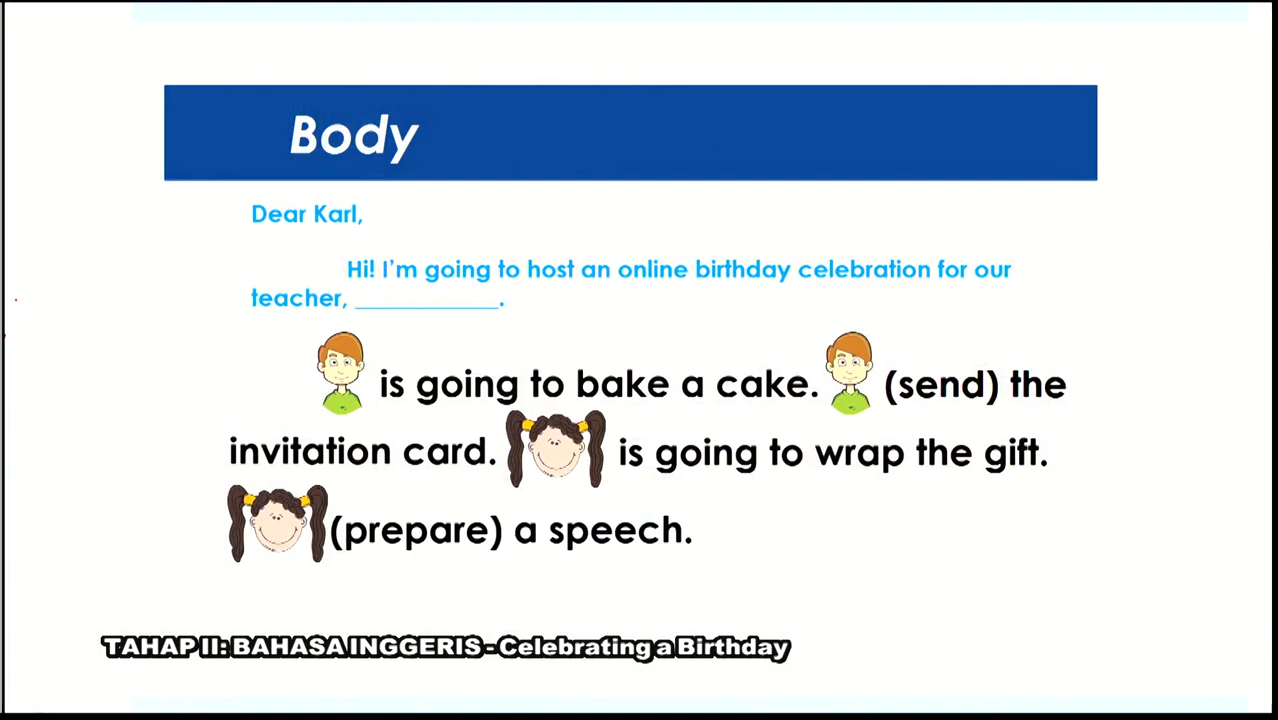 Body
Dear Karl,
Hi! I'm going to host an online birthday celebration for our
teacher, ____________.
is going to bake a cake. (send) the
invitation card. is going to wrap the gift.
(prepare) a speech.
TAHAP II: BAHASA INGGERIS - Celebrating a Birthday